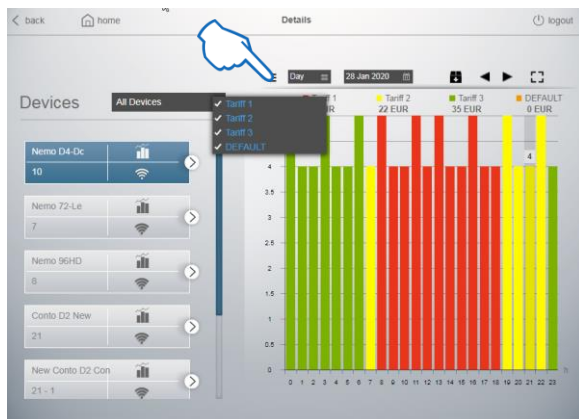 back
home
Details
logout
Day
28 Jan 2020
Devices
All Devices
Tariff 1
Tariff 2
Tariff 3
DEFAULT
Tariff 2
22 EUR
Tariff 3
35 EUR
DEFAULT
0 EUR
4
Nemo D4-Dc
10
Nemo 72-Le
7
Nemo 96HD
Conto D2 New
21
New Conto D2 Con
21 - 1
4
3.5
3
2.5
2
1.5
1
0.5
0
0 1 2 3 4 5 6 7 8 9 10 11 12 13 14 15 16 17 18 19 20 21 22 23
h